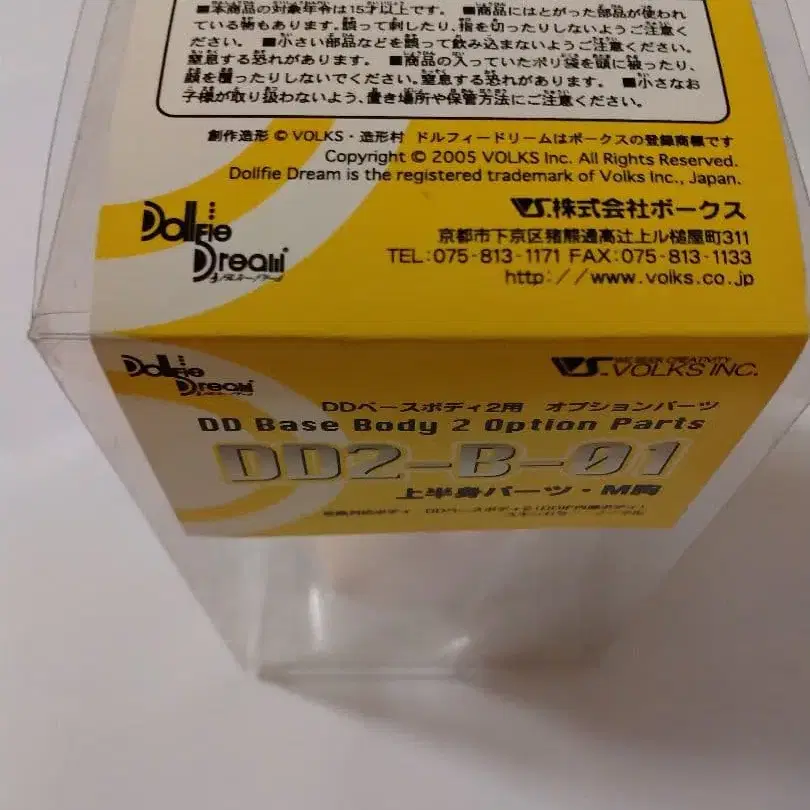 ■本商品の対象年令は15才以上です。 ■商品にはとがった部品が使われ
ている物もあります。誤って刺したり、指を切ったりしないようご注意く
ださい。 ■小さい部品などを誤って飲み込まないようご注意ください。
窒息する恐れがあります。 ■商品の入っていたポリ袋を頭に被ったり、
顔を覆ったりしないでください。窒息する恐れがあります。 ■小さなお
子様が取り扱わないよう、置き場所や保管方法にご注意ください。
創作造形 © VOLKS・造形村 ドルフィードリームはボークスの登録商標です
Copyright © 2005 VOLKS Inc. All Rights Reserved.
Dollfie Dream is the registered trademark of Volks Inc., Japan.
Dollfie
Dream®
VS.株式会社ボークス
京都市下京区猪熊通高辻上ル槌屋町311
TEL:075-813-1171 FAX:075-813-1133
http://www.volks.co.jp
Dollfie
Dream®
WE SEEK CREATIVITY
VS.VOLKS INC.
DDベースボディ2用 オプションパーツ
DD Base Body 2 Option Parts
DD2-B-01
上半身パーツ・M胸